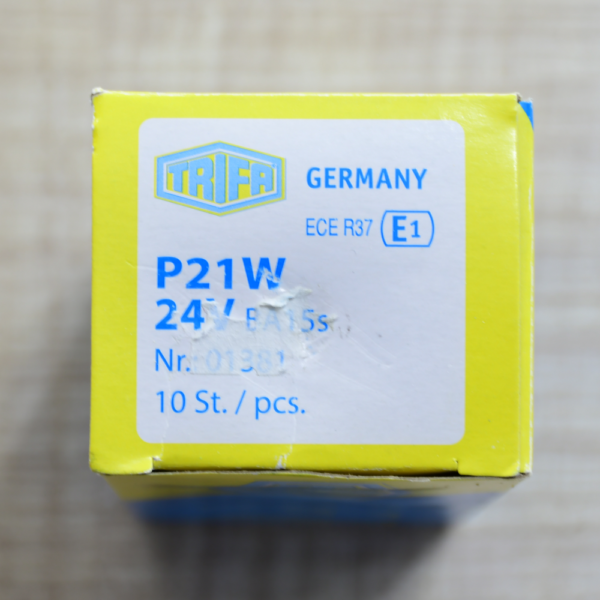 TRIFA
GERMANY
ECE R37 E1
P21W
24V BA15s
Nr. 01381
10 St. / pcs.